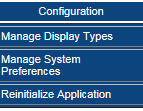 Configuration
Manage Display Types
Manage System
Preferences
Reinitialize Application